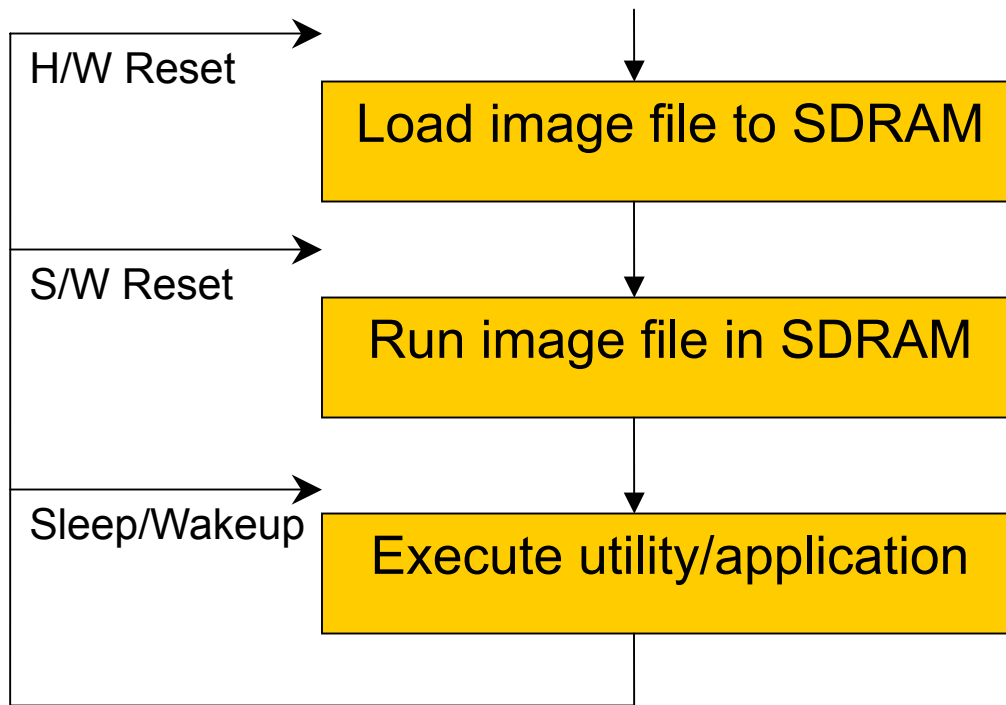 H/W Reset
Load image file to SDRAM
S/W Reset
Run image file in SDRAM
Sleep/Wakeup
Execute utility/application